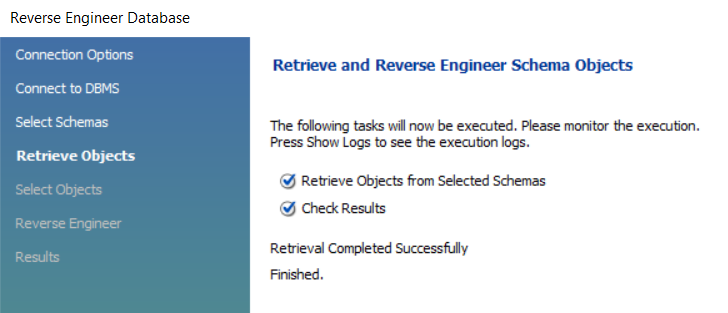 Reverse Engineer Database
Connection Options
Connect to DBMS
Select Schemas
Retrieve Objects
Select Objects
Reverse Engineer
Results
Retrieve and Reverse Engineer Schema Objects
The following tasks will now be executed. Please monitor the execution.
Press Show Logs to see the execution logs.
Retrieve Objects from Selected Schemas
Check Results
Retrieval Completed Successfully
Finished.